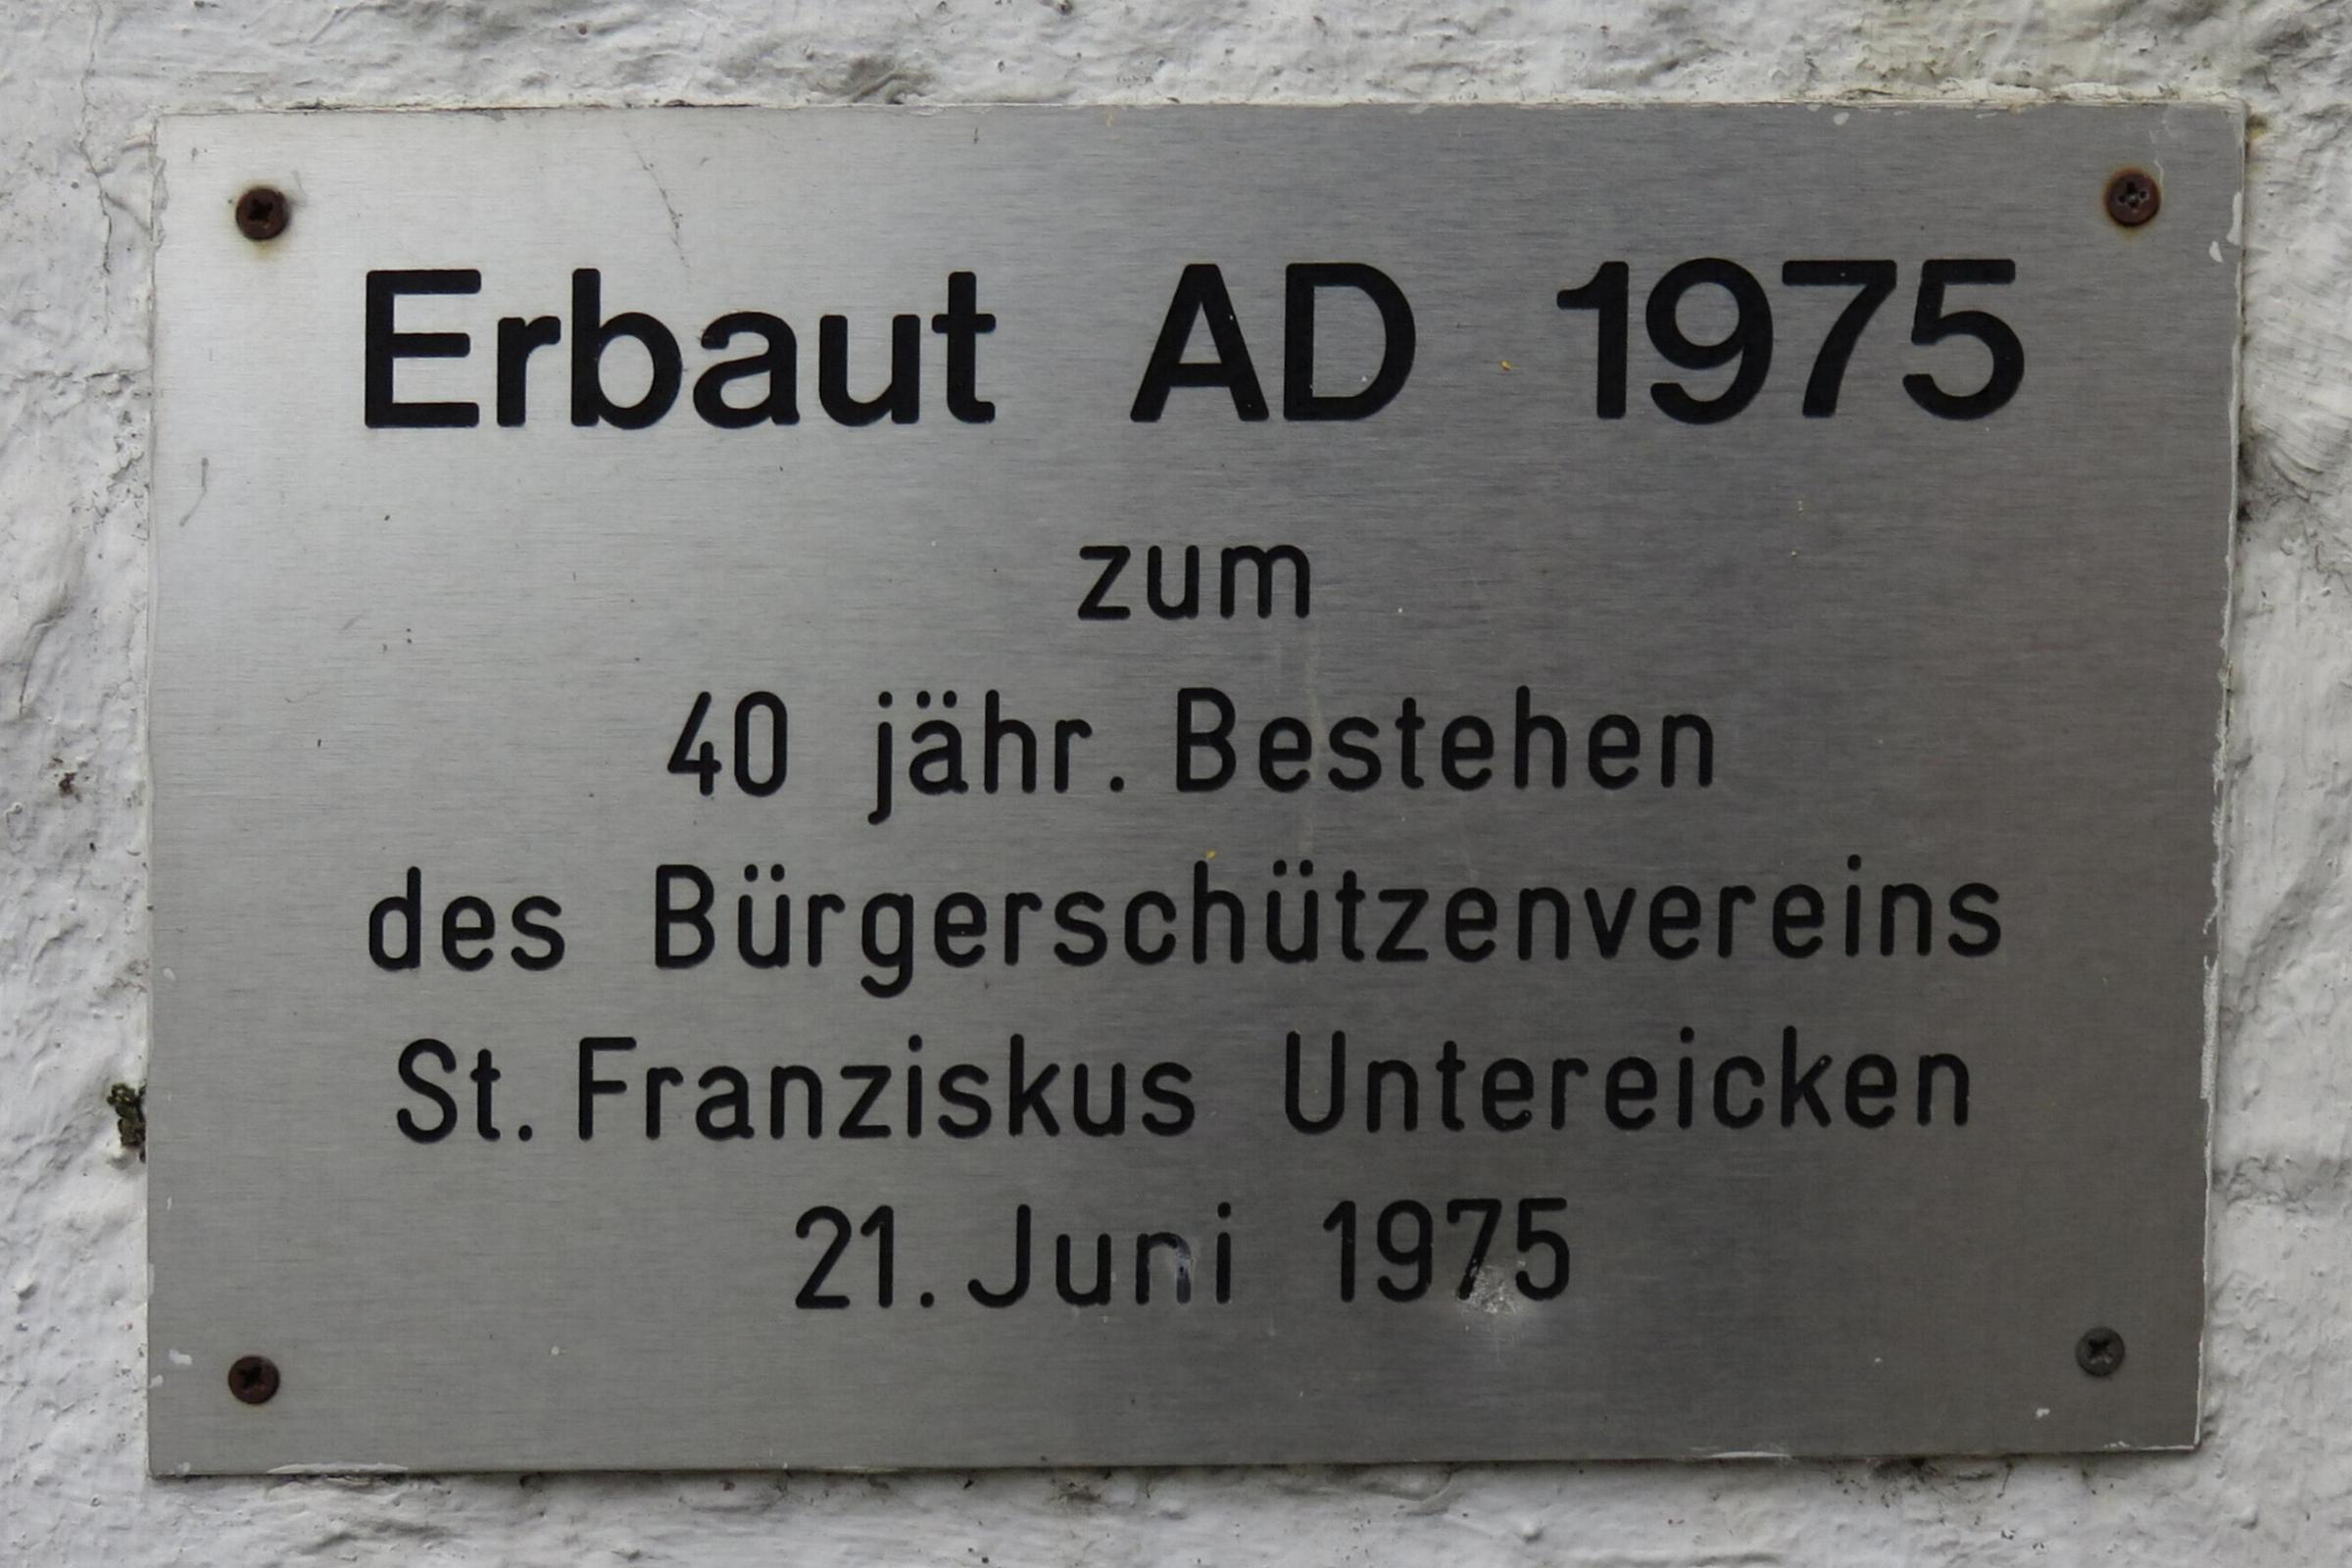 Erbaut AD 1975
zum
40 jähr. Bestehen
des Bürgerschützenvereins
St. Franziskus Untereicken
21. Juni 1975